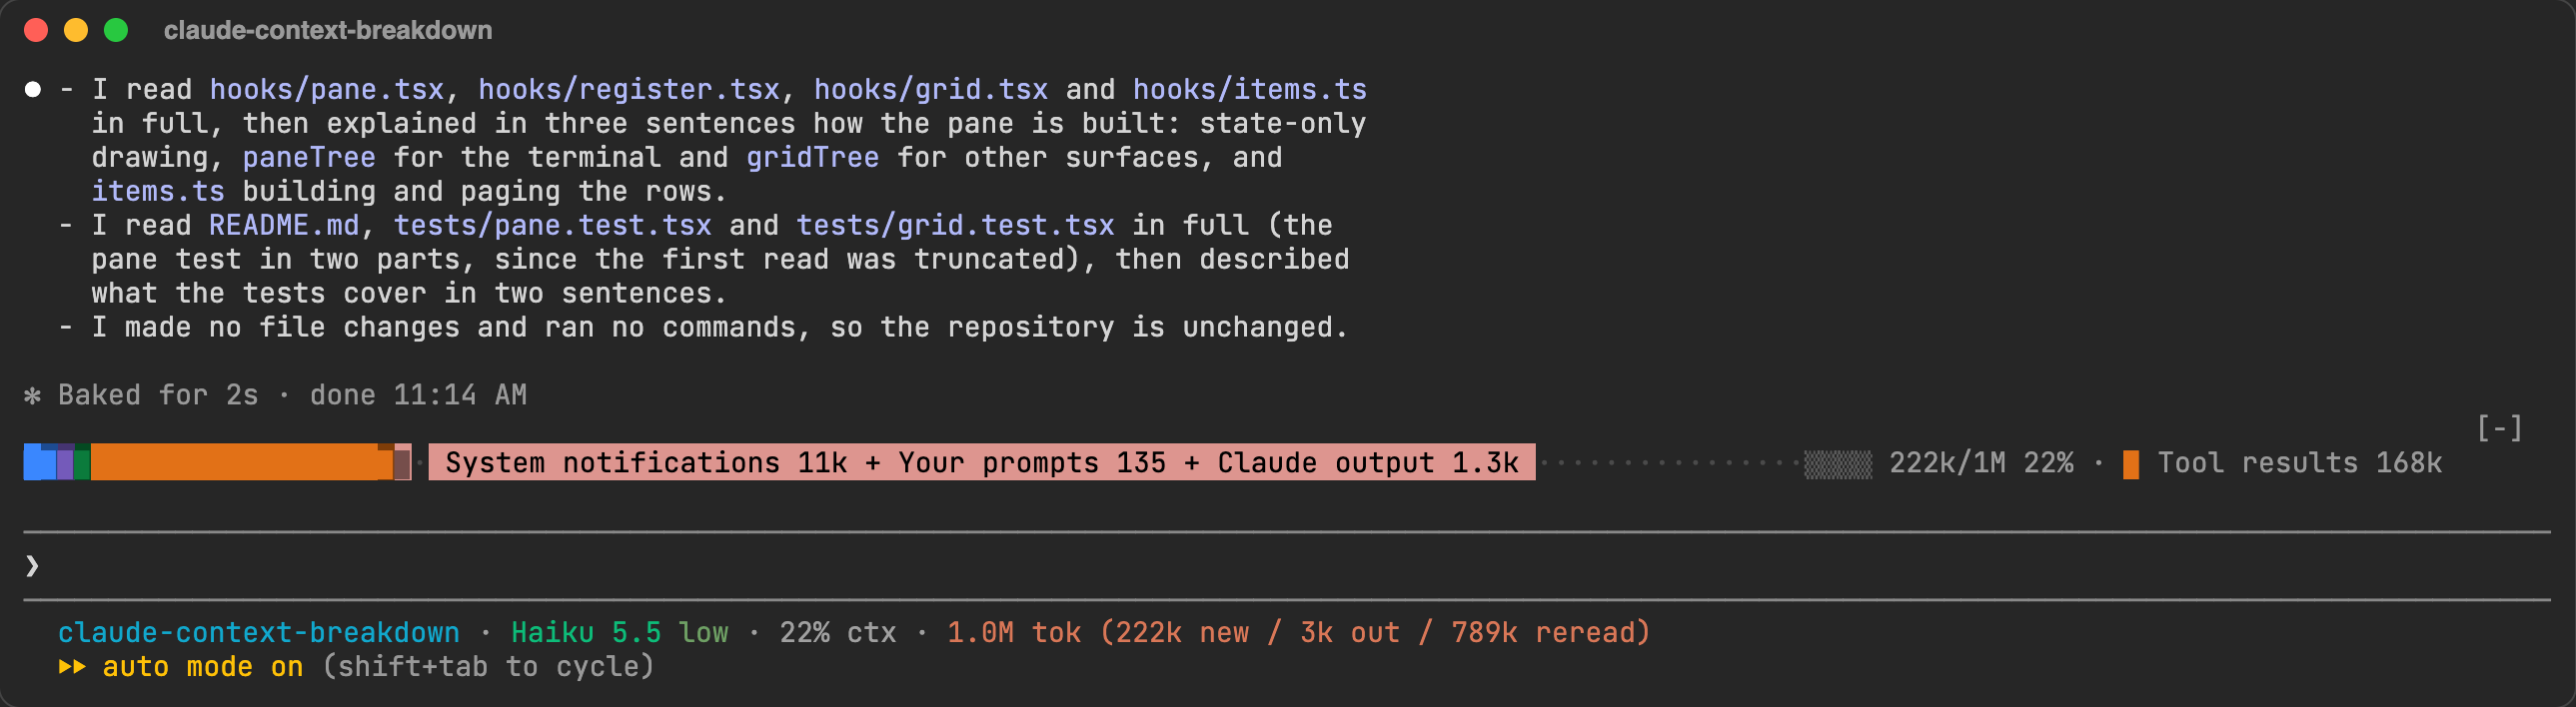 claude-context-breakdown
● - I read hooks/pane.tsx, hooks/register.tsx, hooks/grid.tsx and hooks/items.ts
in full, then explained in three sentences how the pane is built: state-only
drawing, paneTree for the terminal and gridTree for other surfaces, and
items.ts building and paging the rows.
- I read README.md, tests/pane.test.tsx and tests/grid.test.tsx in full (the
pane test in two parts, since the first read was truncated), then described
what the tests cover in two sentences.
- I made no file changes and ran no commands, so the repository is unchanged.
✻ Baked for 2s · done 11:14 AM
[-]
System notifications 11k + Your prompts 135 + Claude output 1.3k 222k/1M 22% · Tool results 168k
❯
claude-context-breakdown · Haiku 5.5 low · 22% ctx · 1.0M tok (222k new / 3k out / 789k reread)
⏵⏵ auto mode on (shift+tab to cycle)